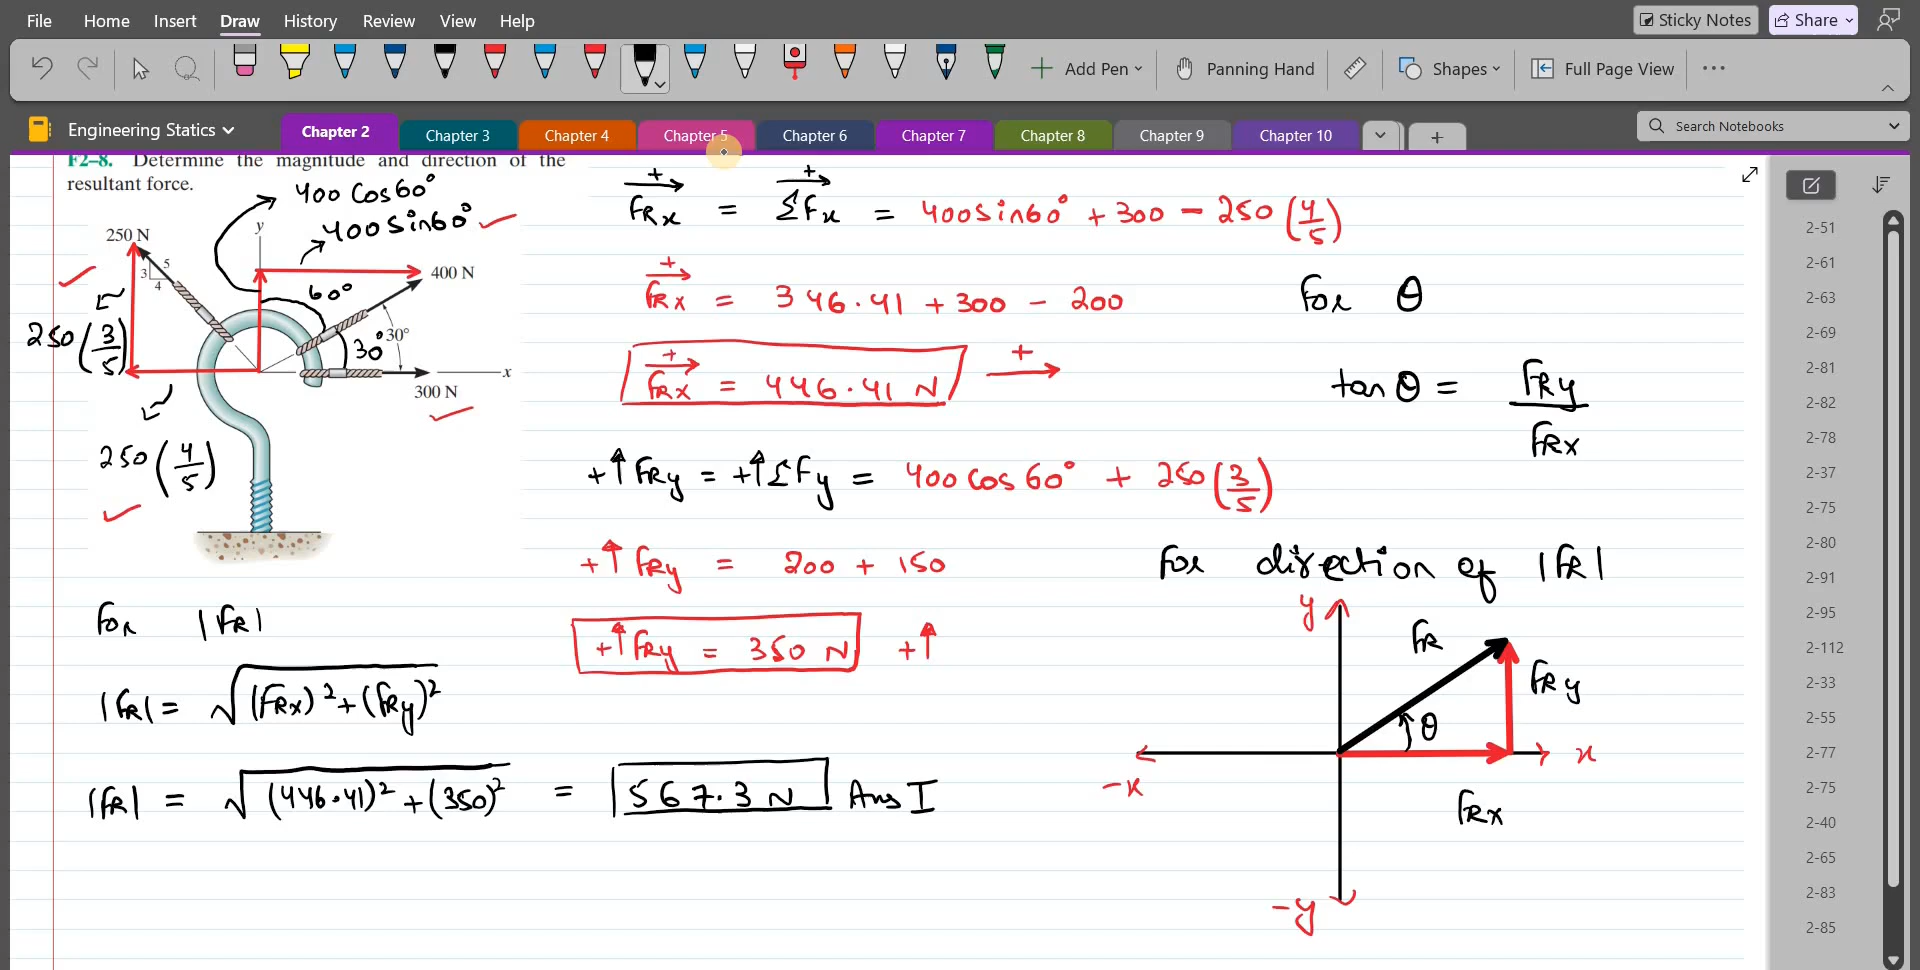 File Home Insert Draw History Review View Help
Sticky Notes Share
Add Pen Panning Hand Shapes Full Page View
Engineering Statics Chapter 2 Chapter 3 Chapter 4 Chapter 5 Chapter 6 Chapter 7 Chapter 8 Chapter 9 Chapter 10 + Search Notebooks
F2–8. Determine the magnitude and direction of the
resultant force.
400 Cos60°
400 Sin60°
250 N
y
3 5
4
400 N
60°
30°
30°
x
300 N
250 (3/5)
250 (4/5)
FRx = ΣFx = 400sin60° + 300 - 250 (4/5)
FRx = 346.41 + 300 - 200
FRx = 446.41 N
+
+↑FRy = +↑ΣFy = 400 cos 60° + 250 (3/5)
+↑FRy = 200 + 150
+↑FRy = 350 N +↑
For |FR|
|FR| = √(FRx)² + (FRy)²
|FR| = √(446.41)² + (350)² = 567.3 N Ans I
For θ
tan θ = FRy / FRx
For direction of |FR|
y
FR
FRy
θ
x
-x
FRx
-y
2-51
2-61
2-63
2-69
2-81
2-82
2-78
2-37
2-75
2-80
2-91
2-95
2-112
2-33
2-55
2-77
2-75
2-40
2-65
2-83
2-85